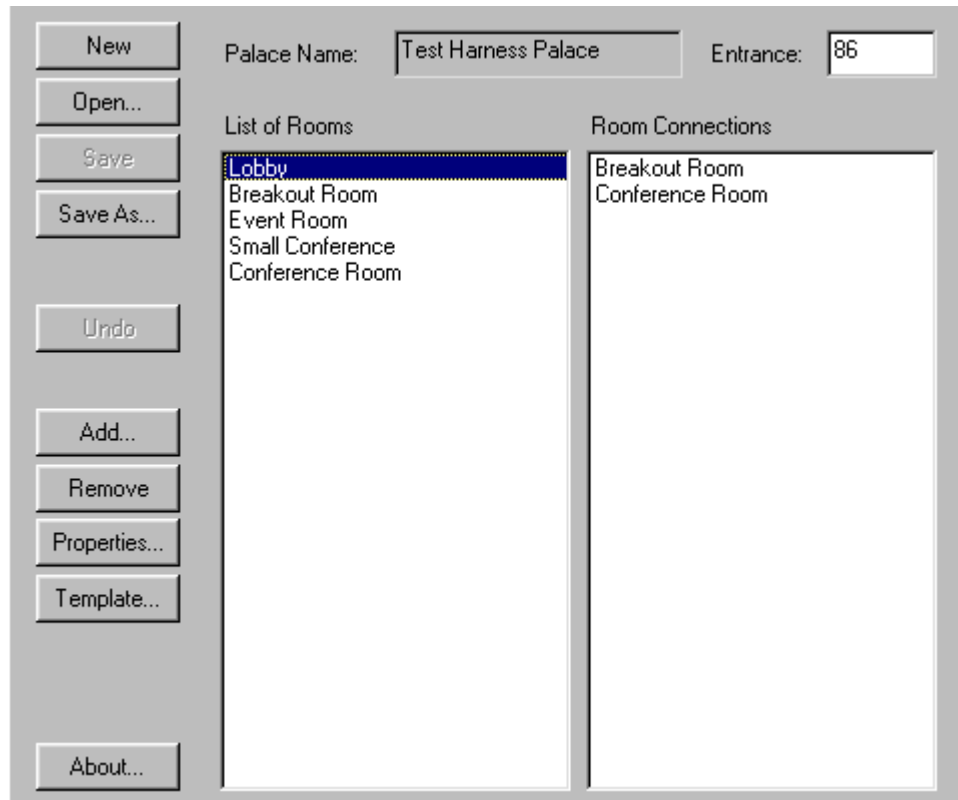 New
Open...
Save
Save As...
Undo
Add...
Remove
Properties...
Template...
About...
Palace Name: Test Harness Palace Entrance: 86
List of Rooms
Lobby
Breakout Room
Event Room
Small Conference
Conference Room
Room Connections
Breakout Room
Conference Room